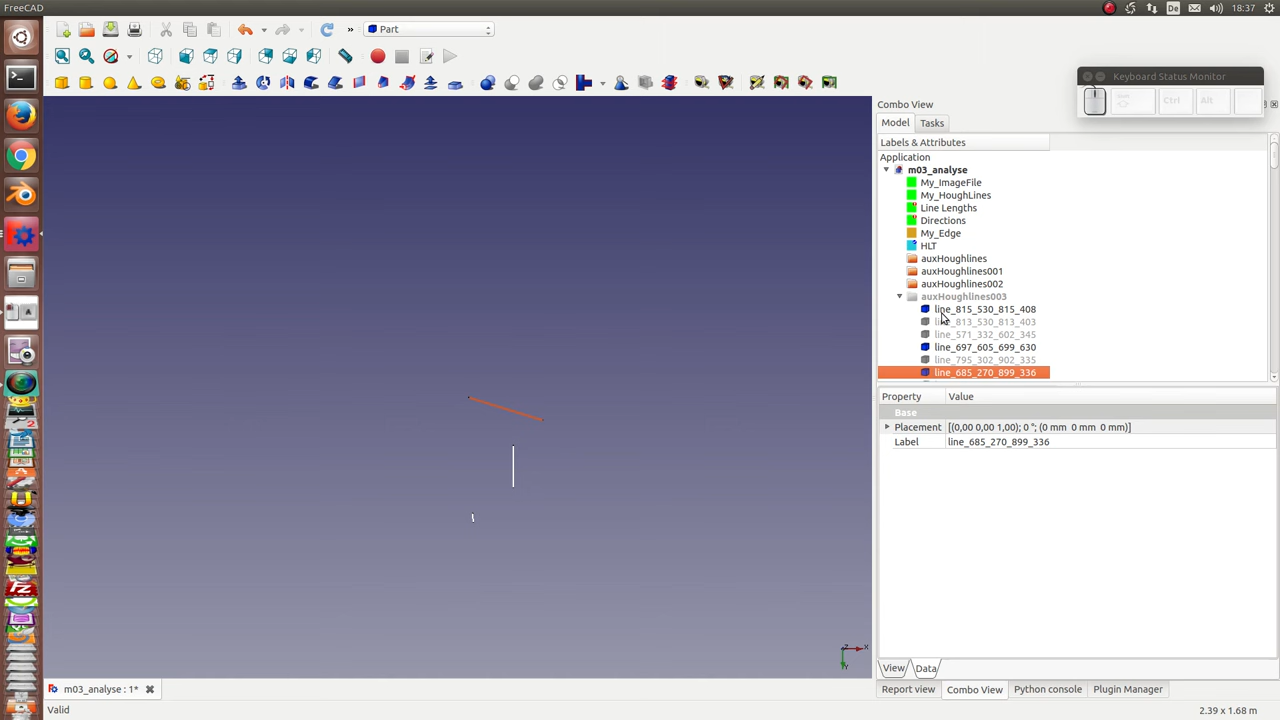 FreeCAD
De
18:37
Part
Keyboard Status Monitor
Ctrl
Alt
Combo View
Model
Tasks
Labels & Attributes
Application
m03_analyse
My_ImageFile
My_HoughLines
Line Lengths
Directions
My_Edge
HLT
auxHoughlines
auxHoughlines001
auxHoughlines002
auxHoughlines003
line_815_530_815_408
line_813_530_813_403
line_571_332_602_345
line_697_605_699_630
line_795_302_902_335
line_685_270_899_336
Property Value
Base
Placement [(0,00 0,00 1,00); 0 °; (0 mm 0 mm 0 mm)]
Label line_685_270_899_336
View Data
m03_analyse : 1*
Report view Combo View Python console Plugin Manager
Valid
2.39 x 1.68 m